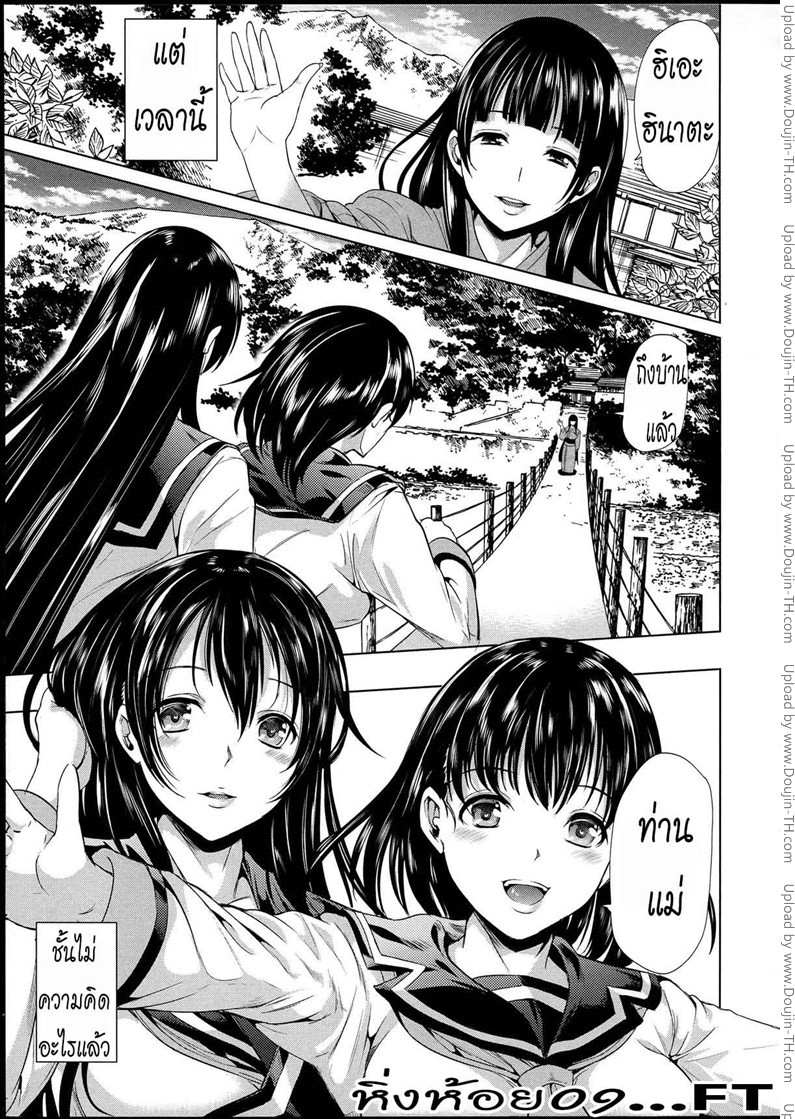 ฮิเอะ
ฮินาตะ
แต่
เวลานี้
ถึงบ้าน
แล้ว
ท่าน
แม่
ชั้นไม่
ความคิด
อะไรแล้ว
หิ่งห้อย09...FT
Upload by www.Doujin-TH.com
Upload by www.Doujin-TH.com
Upload by www.Doujin-TH.com
Upload by www.Doujin-TH.com
Upload by www.Doujin-TH.com